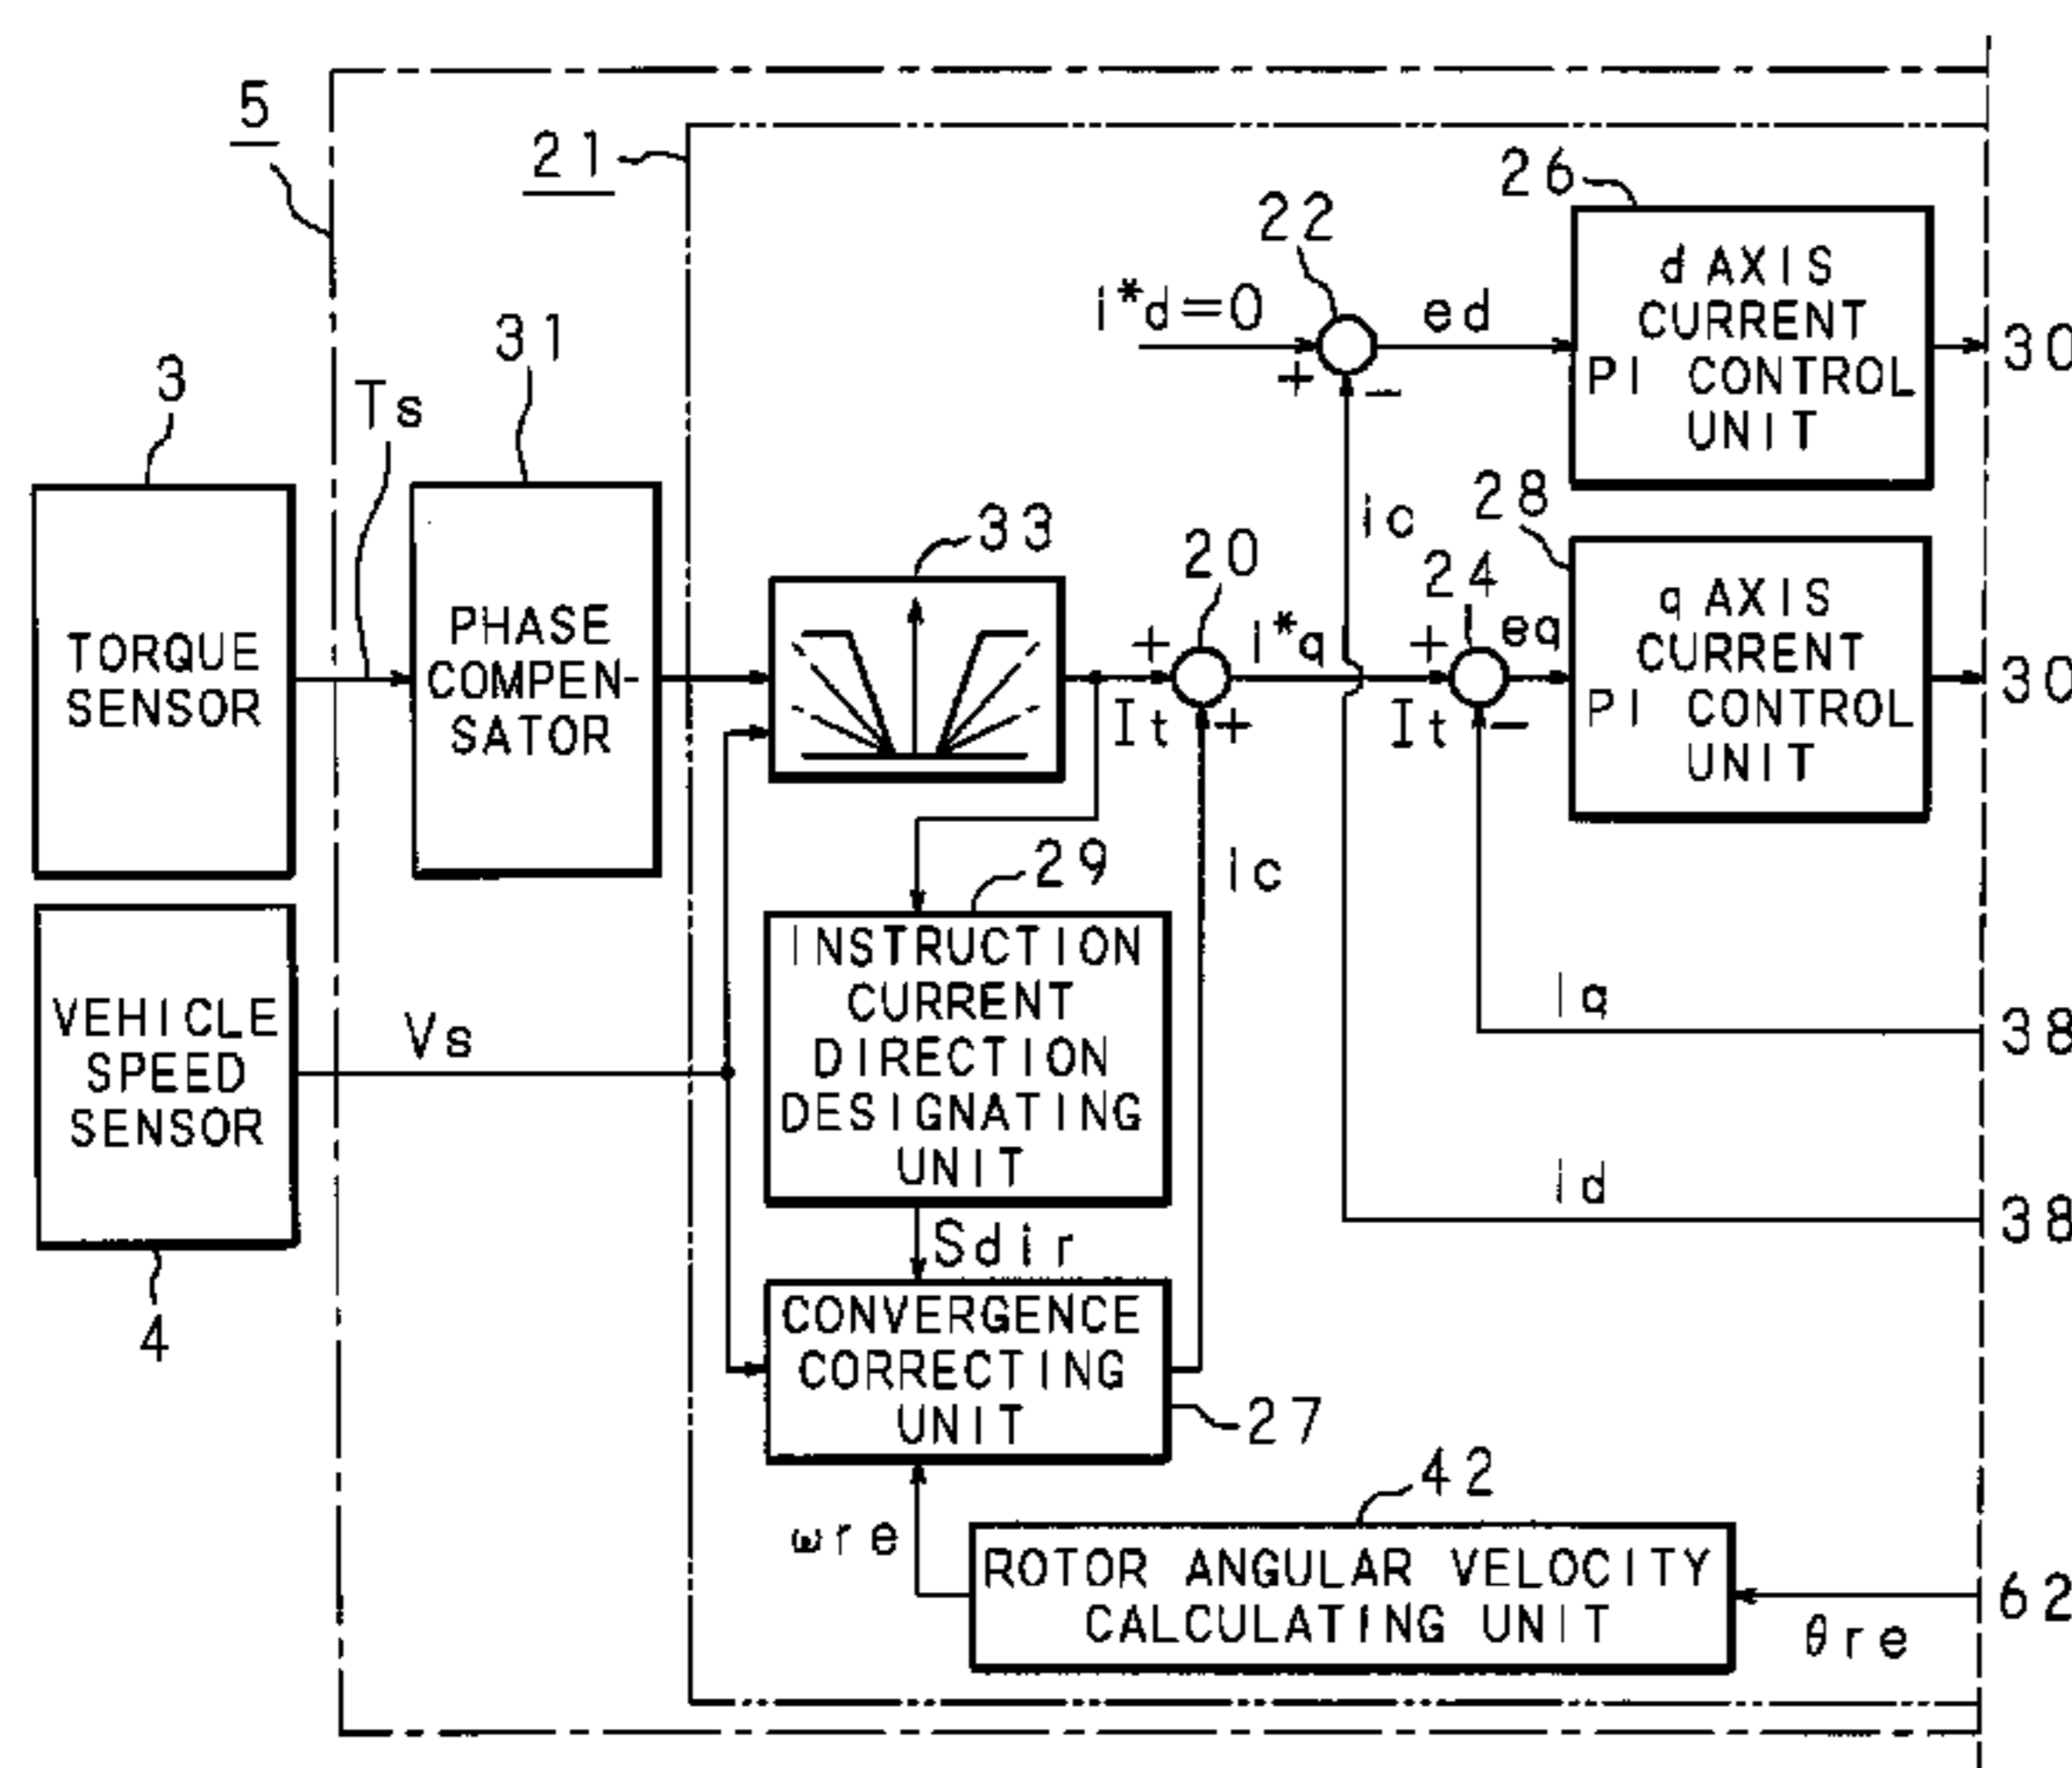 5
21
26
22
d AXIS
CURRENT
PI CONTROL
UNIT
i*d=0
ed
+
-
30
31
3
Ts
ic
28
33
20
24
TORQUE
SENSOR
PHASE
COMPEN-
SATOR
+
It
+
i*q
+
It
-
eq
q AXIS
CURRENT
PI CONTROL
UNIT
30
29
ic
INSTRUCTION
CURRENT
DIRECTION
DESIGNATING
UNIT
VEHICLE
SPEED
SENSOR
Vs
Iq
38
Id
38
Sdir
4
CONVERGENCE
CORRECTING
UNIT
27
42
ωre
ROTOR ANGULAR VELOCITY
CALCULATING UNIT
θre
62